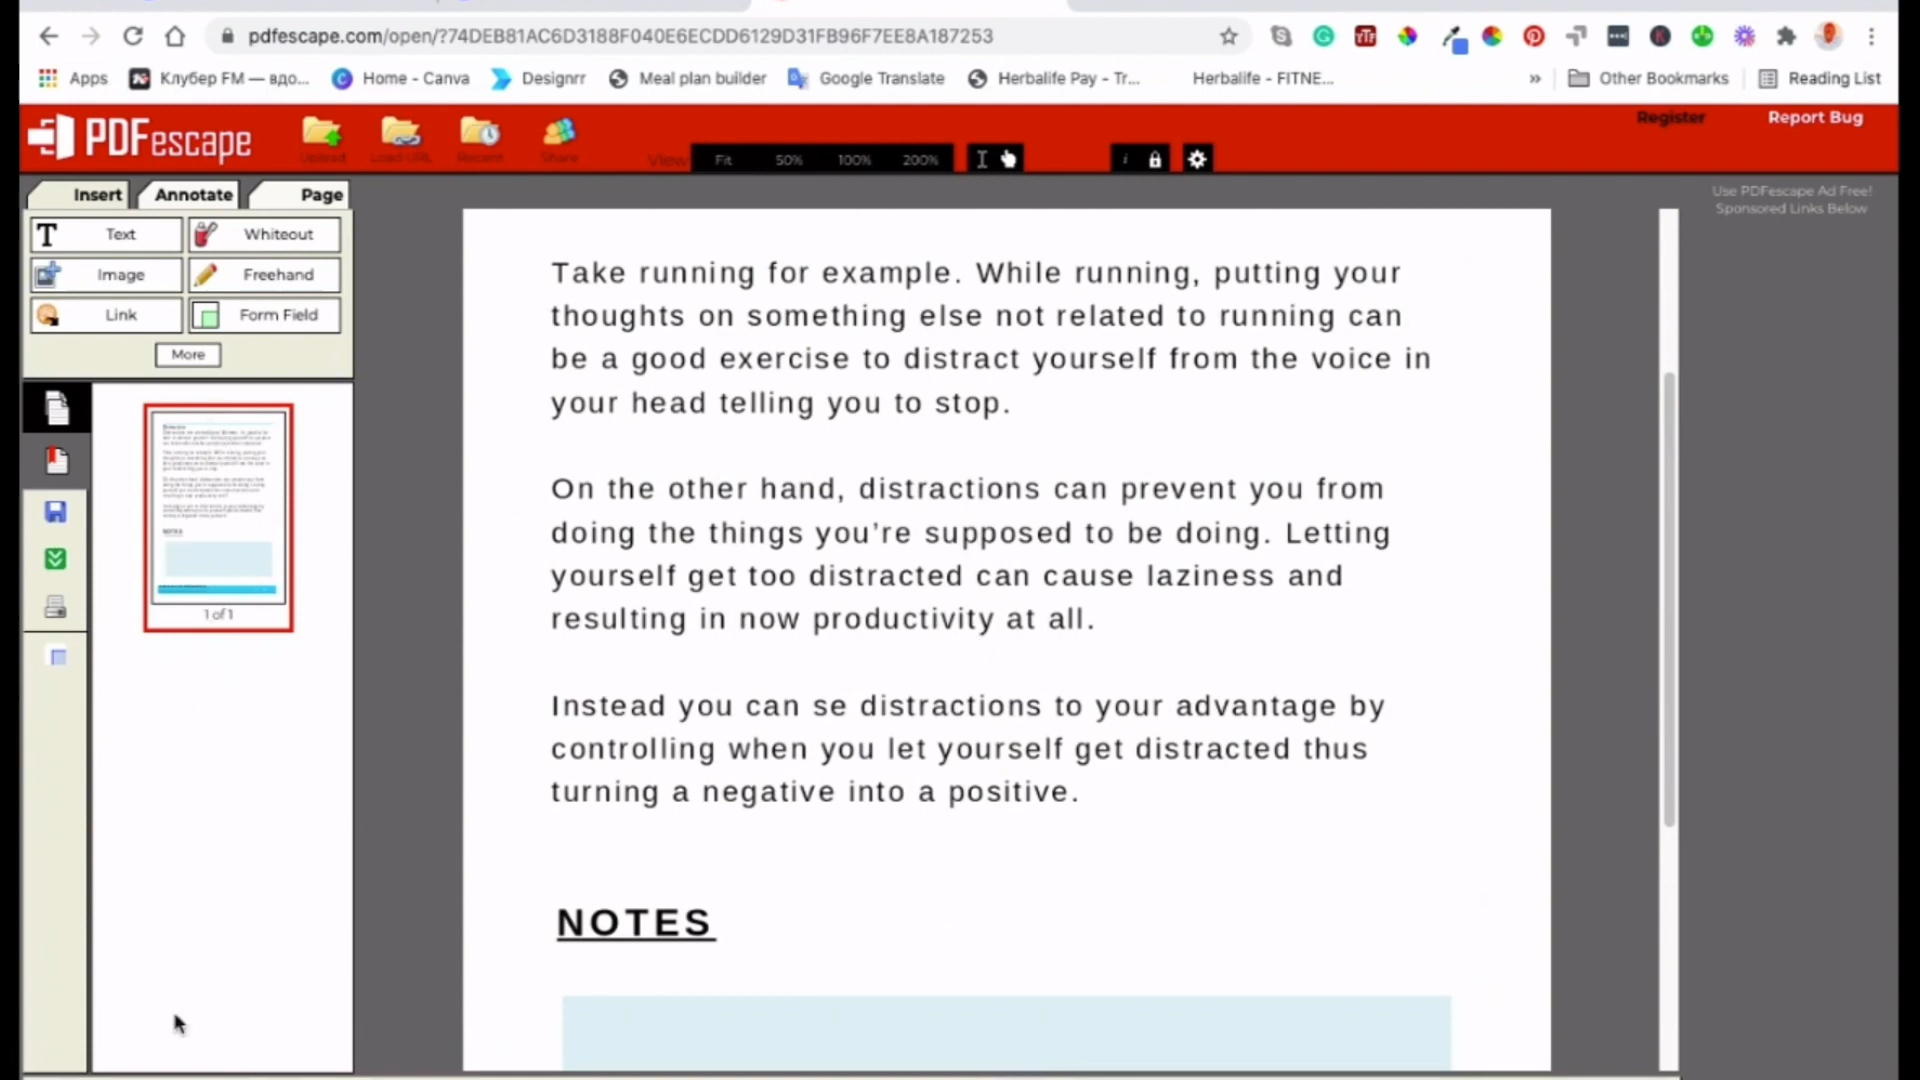 pdfescape.com/open/?74DEB81AC6D3188F040E6ECDD6129D31FB96F7EE8A187253
Apps Клубер FM — вдо... Home - Canva Designrr Meal plan builder Google Translate Herbalife Pay - Tr... Herbalife - FITNE... » Other Bookmarks Reading List
PDFescape
Upload Load URL Recent Share
View Fit 50% 100% 200%
Register Report Bug
Insert Annotate Page
Use PDFescape Ad Free!
Sponsored Links Below
Text Whiteout
Image Freehand
Link Form Field
More
1 of 1
NOTES
Take running for example. While running, putting your
thoughts on something else not related to running can
be a good exercise to distract yourself from the voice in
your head telling you to stop.
On the other hand, distractions can prevent you from
doing the things you’re supposed to be doing. Letting
yourself get too distracted can cause laziness and
resulting in now productivity at all.
Instead you can se distractions to your advantage by
controlling when you let yourself get distracted thus
turning a negative into a positive.
NOTES